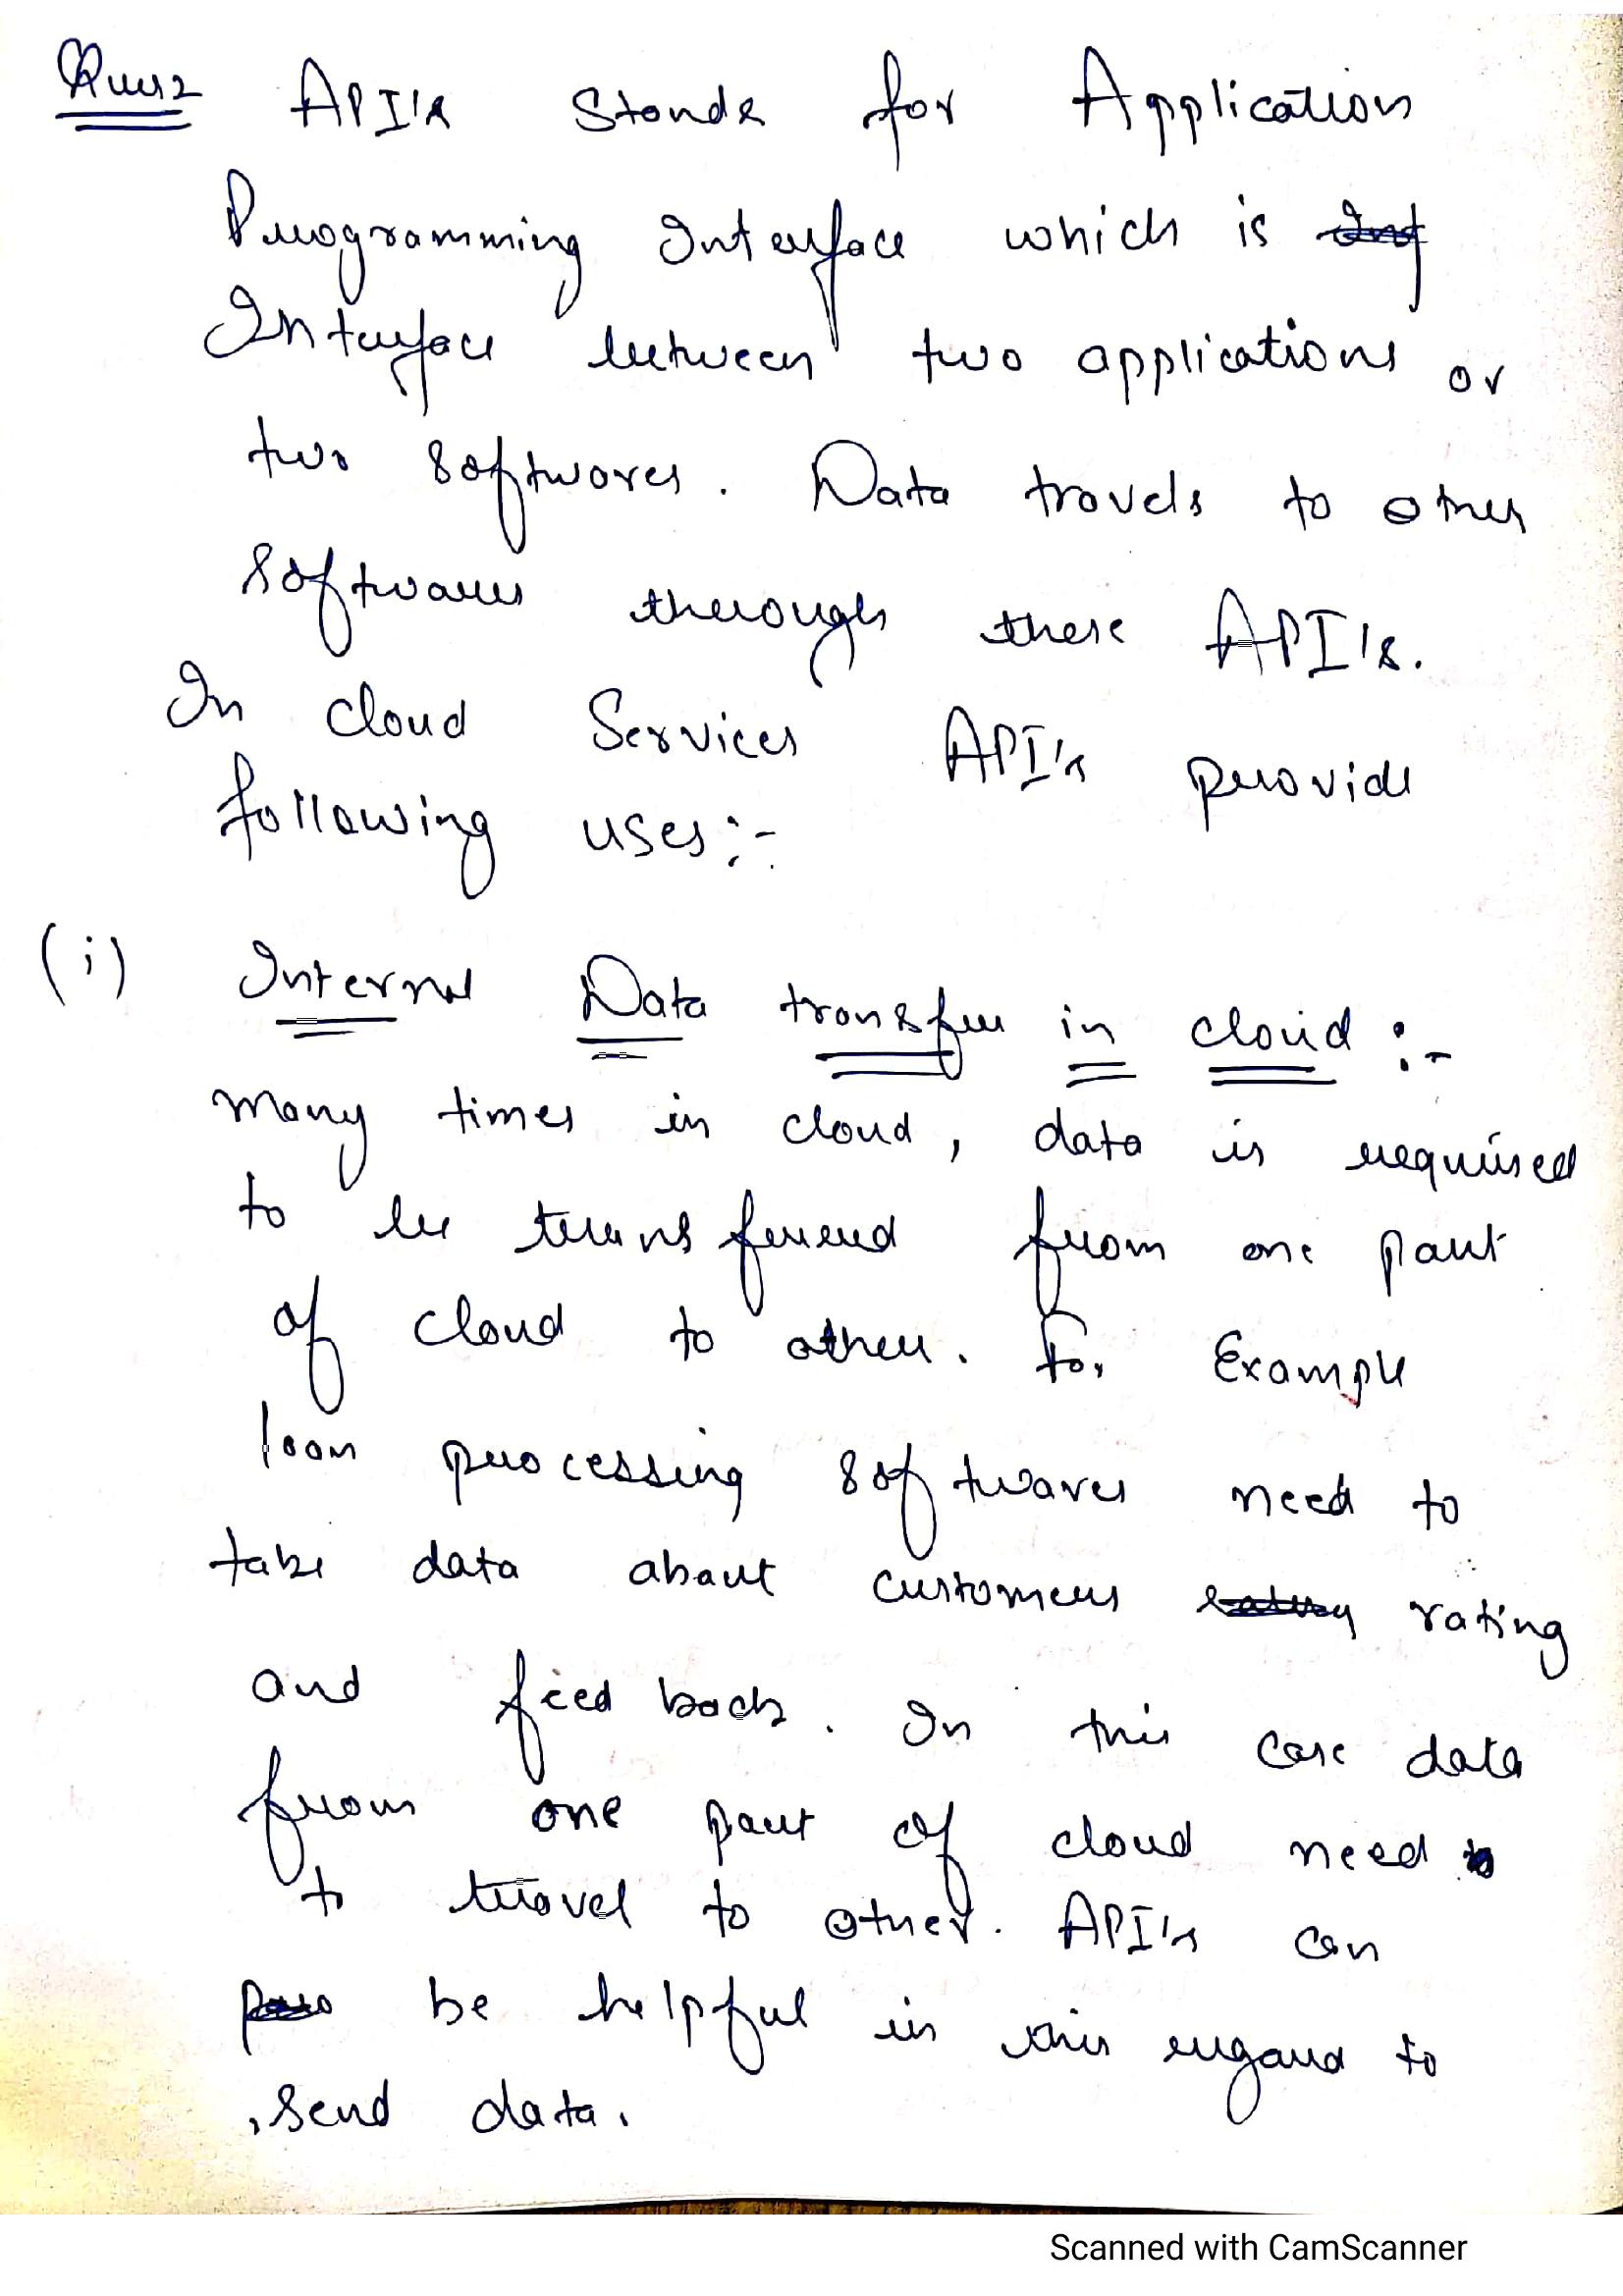 Ques2 API's Stands for Application
Programming Interface which is
Interface between two applications or
two softwares. Data travels to other
softwares through these API's.
In cloud Services API's provide
following uses:-
(i) Internal Data transfer in cloud :-
Many times in cloud, data is required
to be transferred from one part
of cloud to other. For Example
loan processing softwares need to
take data about customers rating
and feed back. In this case data
from one part of cloud need
to travel to other. API's can
be helpful in this regard to
send data.
Scanned with CamScanner